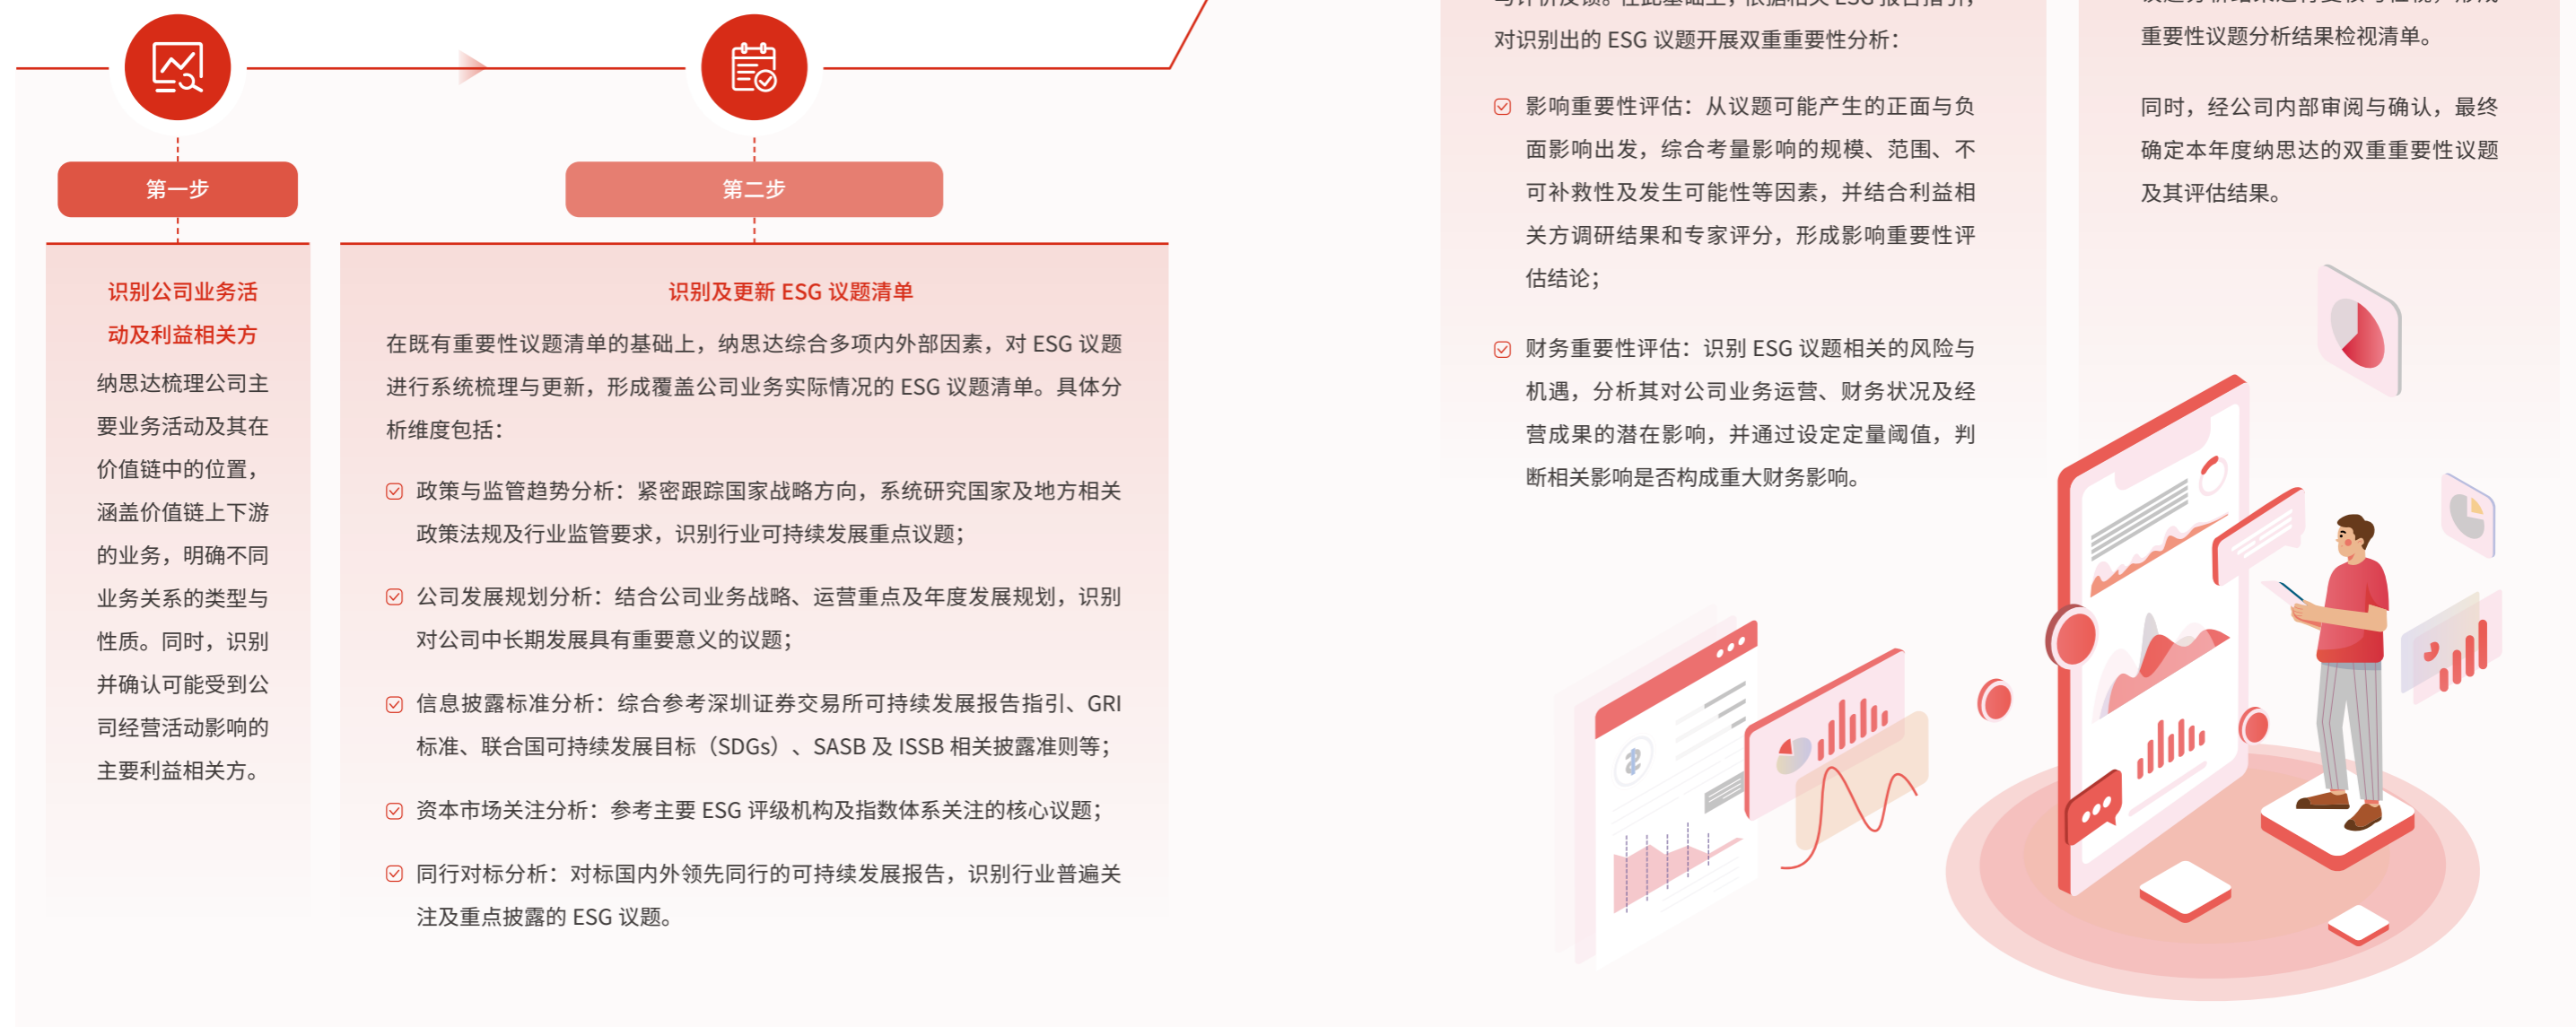 第一步
识别公司业务活
动及利益相关方
纳思达梳理公司主
要业务活动及其在
价值链中的位置，
涵盖价值链上下游
的业务，明确不同
业务关系的类型与
性质。同时，识别
并确认可能受到公
司经营活动影响的
主要利益相关方。
第二步
识别及更新 ESG 议题清单
在既有重要性议题清单的基础上，纳思达综合多项内外部因素，对 ESG 议题
进行系统梳理与更新，形成覆盖公司业务实际情况的 ESG 议题清单。具体分
析维度包括：
政策与监管趋势分析：紧密跟踪国家战略方向，系统研究国家及地方相关
政策法规及行业监管要求，识别行业可持续发展重点议题；
公司发展规划分析：结合公司业务战略、运营重点及年度发展规划，识别
对公司中长期发展具有重要意义的议题；
信息披露标准分析：综合参考深圳证券交易所可持续发展报告指引、GRI
标准、联合国可持续发展目标（SDGs）、SASB 及 ISSB 相关披露准则等；
资本市场关注分析：参考主要 ESG 评级机构及指数体系关注的核心议题；
同行对标分析：对标国内外领先同行的可持续发展报告，识别行业普遍关
注及重点披露的 ESG 议题。
对识别出的 ESG 议题开展双重重要性分析：
影响重要性评估：从议题可能产生的正面与负
面影响出发，综合考量影响的规模、范围、不
可补救性及发生可能性等因素，并结合利益相
关方调研结果和专家评分，形成影响重要性评
估结论；
财务重要性评估：识别 ESG 议题相关的风险与
机遇，分析其对公司业务运营、财务状况及经
营成果的潜在影响，并通过设定定量阈值，判
断相关影响是否构成重大财务影响。
重要性议题分析结果检视清单。
同时，经公司内部审阅与确认，最终
确定本年度纳思达的双重重要性议题
及其评估结果。